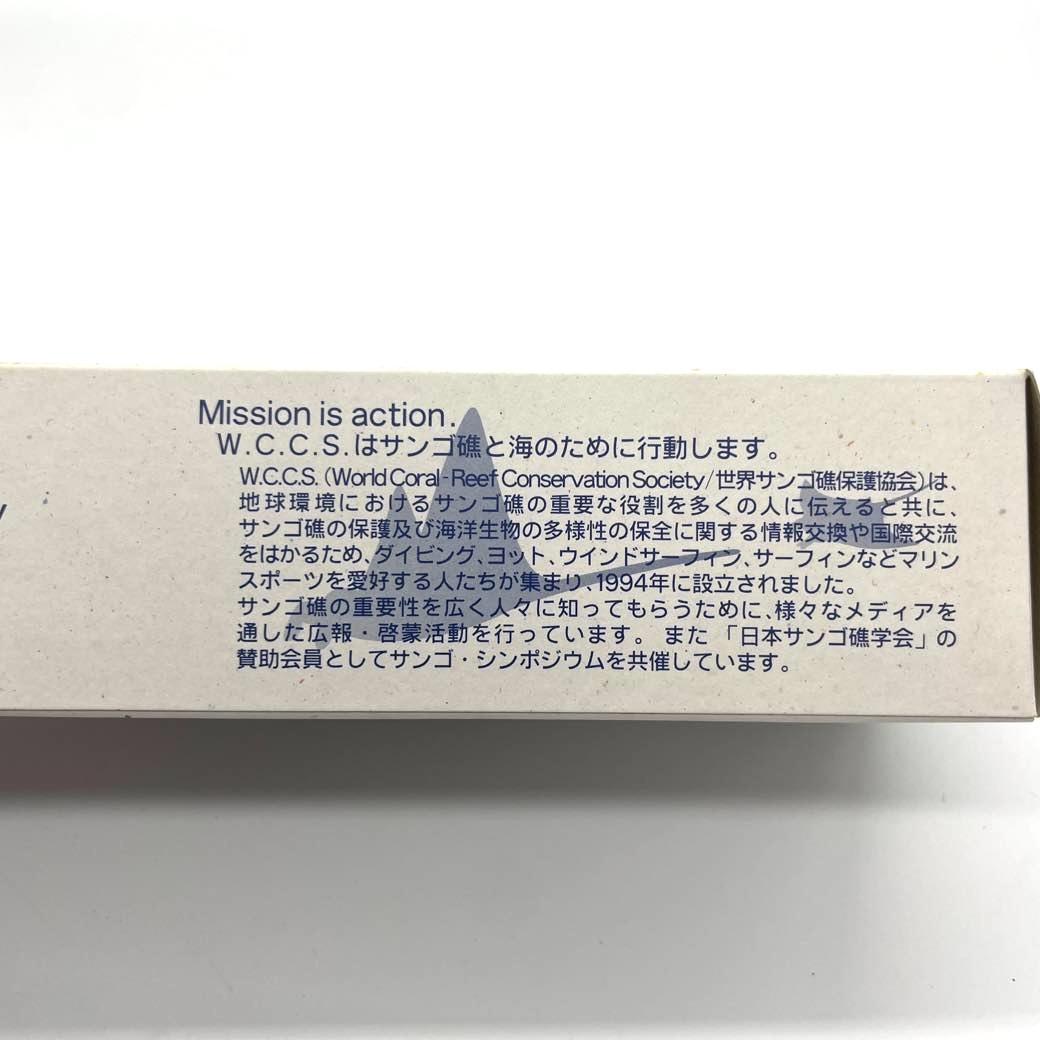 Mission is action.
W.C.C.S.はサンゴ礁と海のために行動します。
W.C.C.S.(World Coral-Reef Conservation Society/世界サンゴ礁保護協会)は、
地球環境におけるサンゴ礁の重要な役割を多くの人に伝えると共に、
サンゴ礁の保護及び海洋生物の多様性の保全に関する情報交換や国際交流
をはかるため、ダイビング、ヨット、ウインドサーフィン、サーフィンなどマリン
スポーツを愛好する人たちが集まり、1994年に設立されました。
サンゴ礁の重要性を広く人々に知ってもらうために、様々なメディアを
通した広報・啓蒙活動を行っています。また「日本サンゴ礁学会」の
賛助会員としてサンゴ・シンポジウムを共催しています。